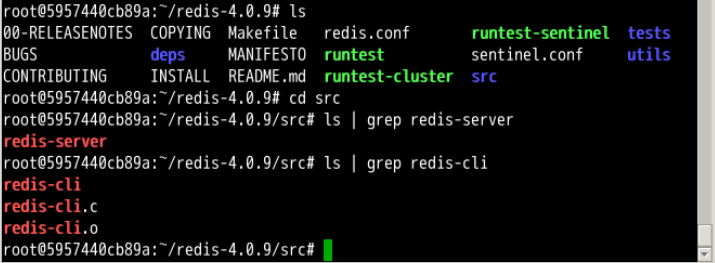 root@5957440cb89a:~/redis-4.0.9# ls
00-RELEASENOTES  COPYING  Makefile   redis.conf       runtest-sentinel  tests
BUGS             deps     MANIFESTO  runtest          sentinel.conf     utils
CONTRIBUTING     INSTALL  README.md  runtest-cluster  src
root@5957440cb89a:~/redis-4.0.9# cd src
root@5957440cb89a:~/redis-4.0.9/src# ls | grep redis-server
redis-server
root@5957440cb89a:~/redis-4.0.9/src# ls | grep redis-cli
redis-cli
redis-cli.c
redis-cli.o
root@5957440cb89a:~/redis-4.0.9/src#